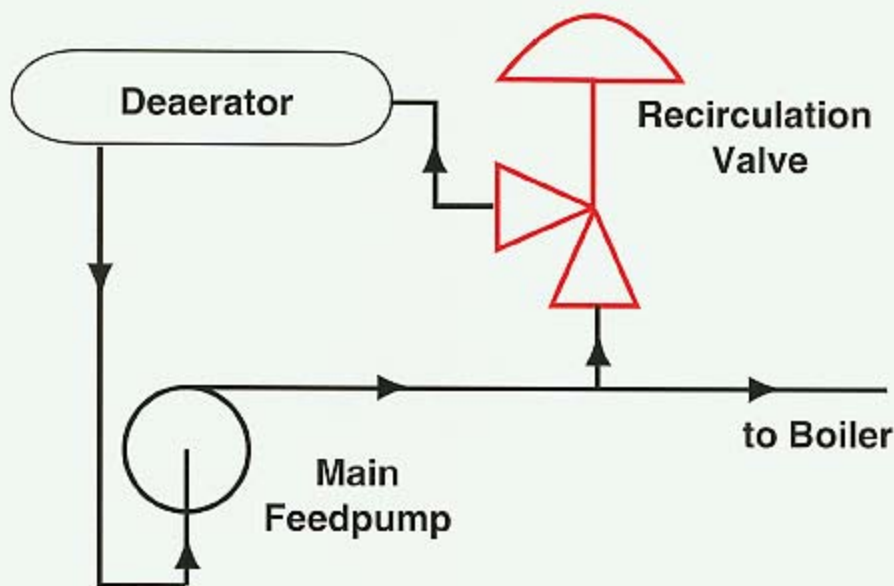 Deaerator
Recirculation
Valve
to Boiler
Main
Feedpump